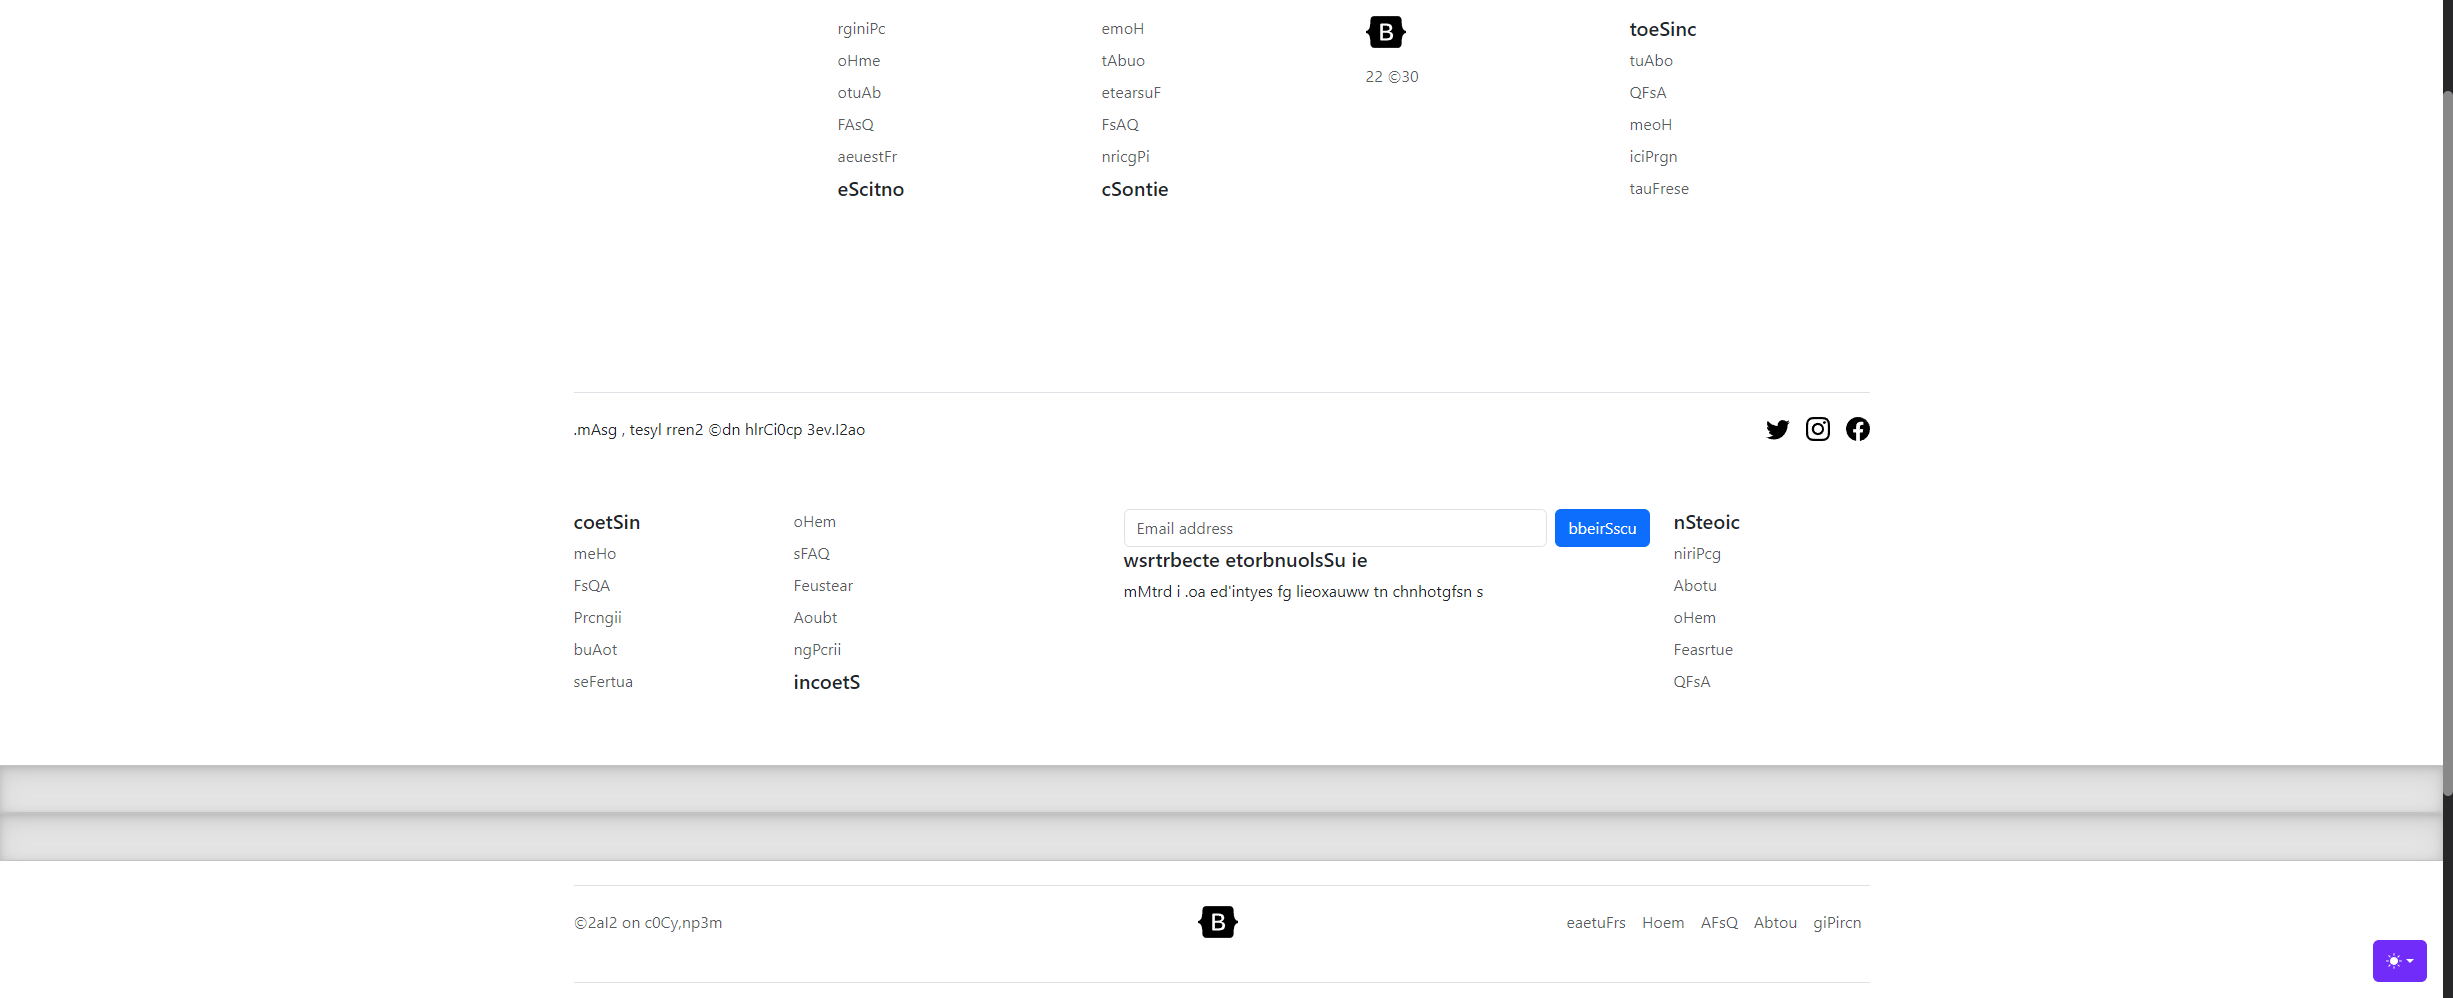 rginiPc
oHme
otuAb
FAsQ
aeuestFr
eScitno
emoH
tAbuo
etearsuF
FsAQ
nricgPi
cSontie
B
22 ©30
toeSinc
tuAbo
QFsA
meoH
iciPrgn
tauFrese
.mAsg , tesyl rren2 ©dn hlrCi0cp 3ev.I2ao
coetSin
meHo
FsQA
Prcngii
buAot
seFertua
oHem
sFAQ
Feustear
Aoubt
ngPcrii
incoetS
Email address
bbeirSscu
wsrtrbecte etorbnuolsSu ie
mMtrd i .oa ed'intyes fg lieoxauww tn chnhotgfsn s
nSteoic
niriPcg
Abotu
oHem
Feasrtue
QFsA
©2aI2 on c0Cy,np3m
B
eaetuFrs Hoem AFsQ Abtou giPircn